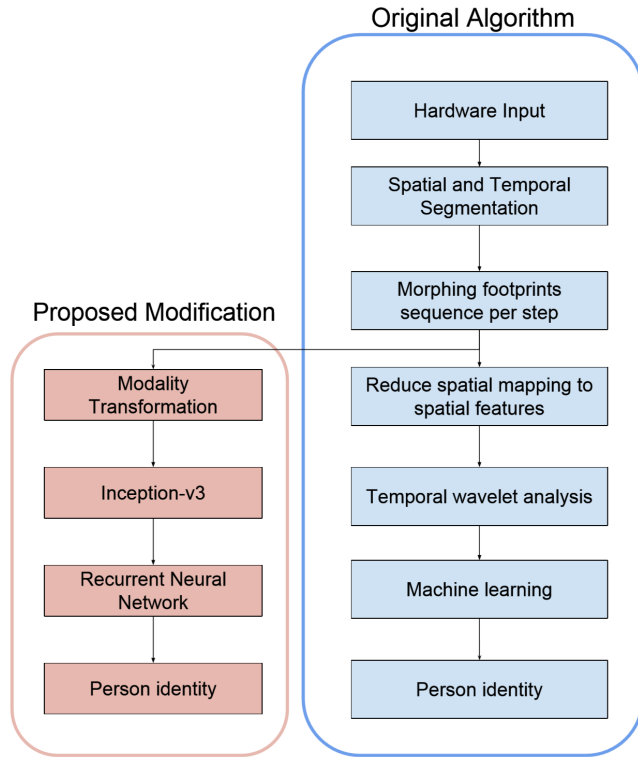 Original Algorithm
Hardware Input
Spatial and Temporal
Segmentation
Morphing footprints
sequence per step
Reduce spatial mapping to
spatial features
Temporal wavelet analysis
Machine learning
Person identity
Proposed Modification
Modality
Transformation
Inception-v3
Recurrent Neural
Network
Person identity